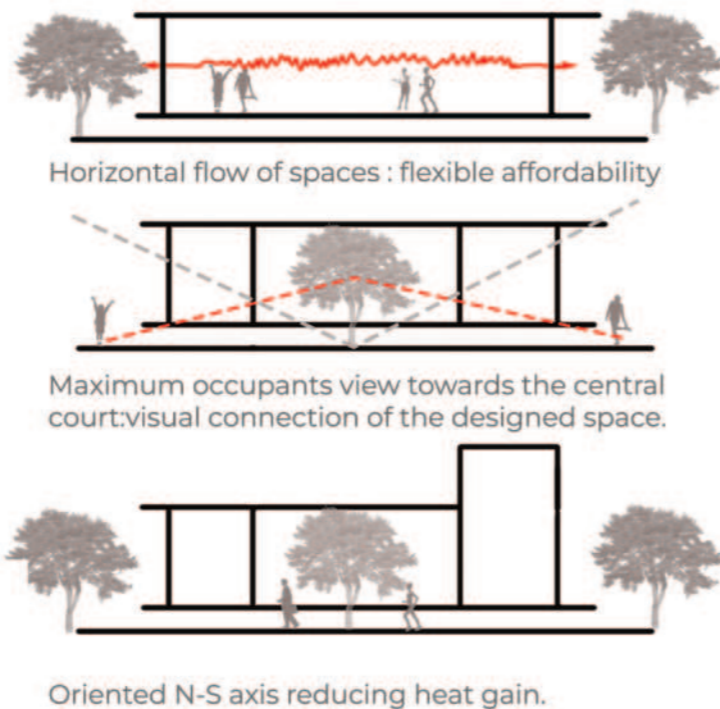 Horizontal flow of spaces : flexible affordability
Maximum occupants view towards the central
court:visual connection of the designed space.
Oriented N-S axis reducing heat gain.